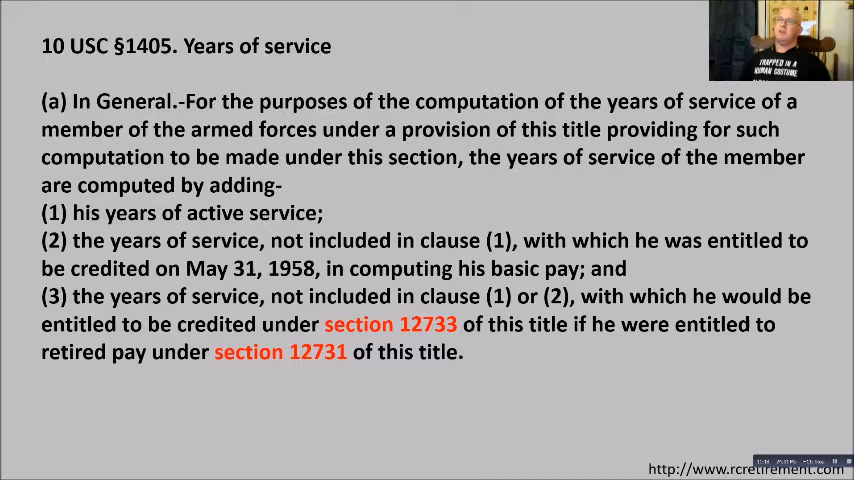 10 USC §1405. Years of service
(a) In General.-For the purposes of the computation of the years of service of a
member of the armed forces under a provision of this title providing for such
computation to be made under this section, the years of service of the member
are computed by adding-
(1) his years of active service;
(2) the years of service, not included in clause (1), with which he was entitled to
be credited on May 31, 1958, in computing his basic pay; and
(3) the years of service, not included in clause (1) or (2), with which he would be
entitled to be credited under section 12733 of this title if he were entitled to
retired pay under section 12731 of this title.
TRAPPED IN A
HUMAN COSTUME
http://www.rcretirement.com